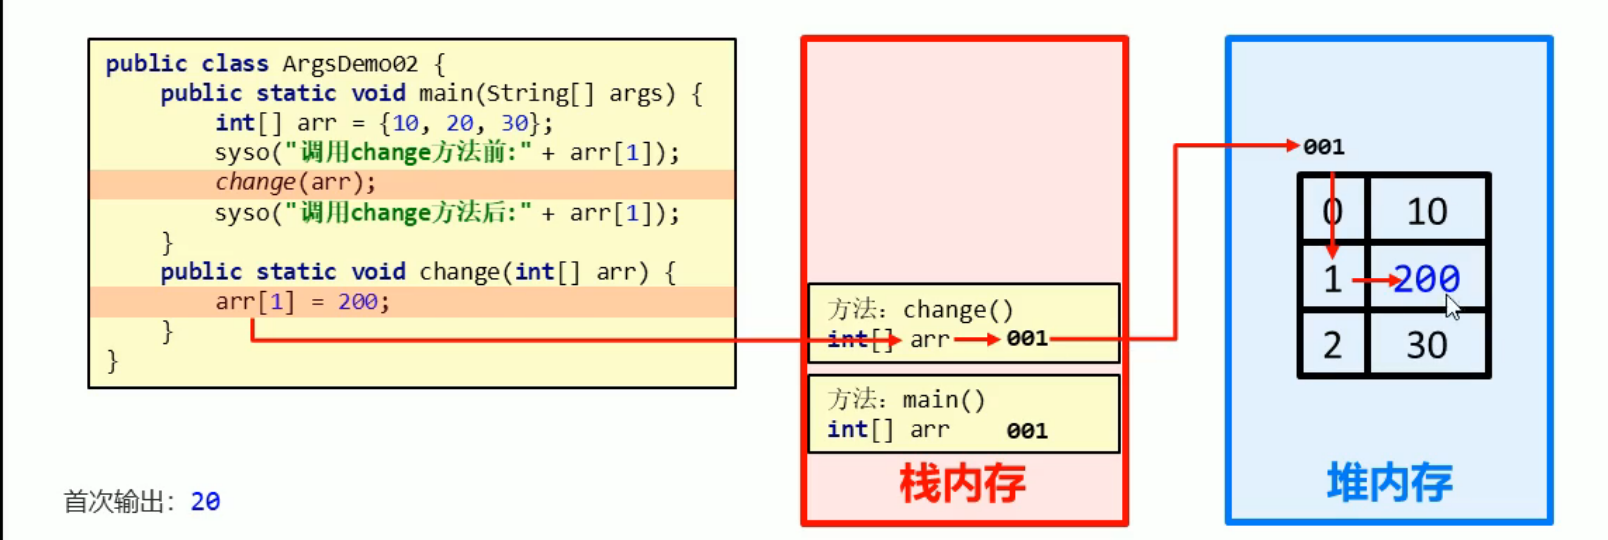 public class ArgsDemo02 {
public static void main(String[] args) {
int[] arr = {10, 20, 30};
syso("调用change方法前:" + arr[1]);
change(arr);
syso("调用change方法后:" + arr[1]);
}
public static void change(int[] arr) {
arr[1] = 200;
}
}
首次输出：20
方法：change()
int[] arr 001
方法：main()
int[] arr 001
栈内存
001
0 10
1 200
2 30
堆内存